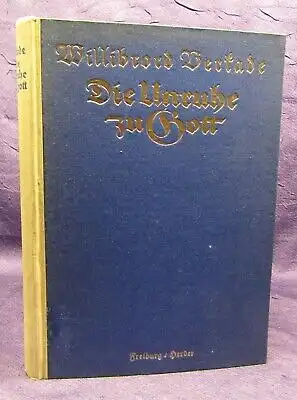 Willibrord Verkade
Die Unruhe
zu Gott
Freiburg / Herder